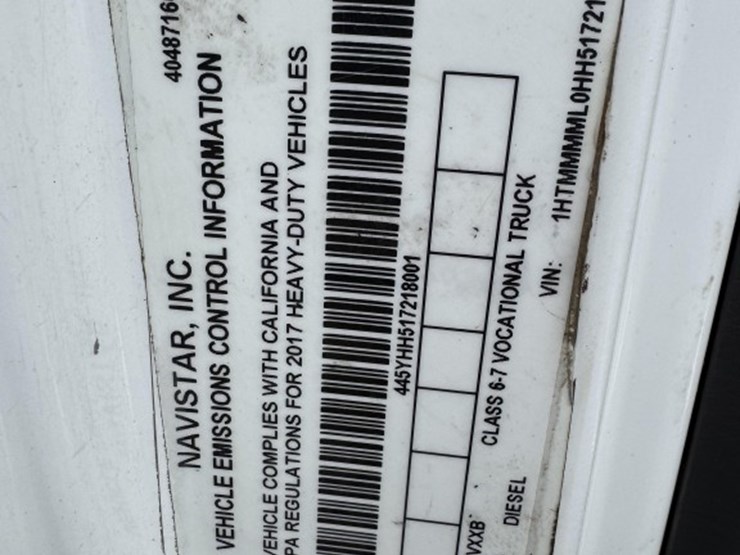 4048716
NAVISTAR, INC.
VEHICLE EMISSIONS CONTROL INFORMATION
VEHICLE COMPLIES WITH CALIFORNIA AND
PA REGULATIONS FOR 2017 HEAVY-DUTY VEHICLES
445YHH517218001
VXXB
CLASS 6-7 VOCATIONAL TRUCK
DIESEL
VIN: 1HTMMMML0HH51721